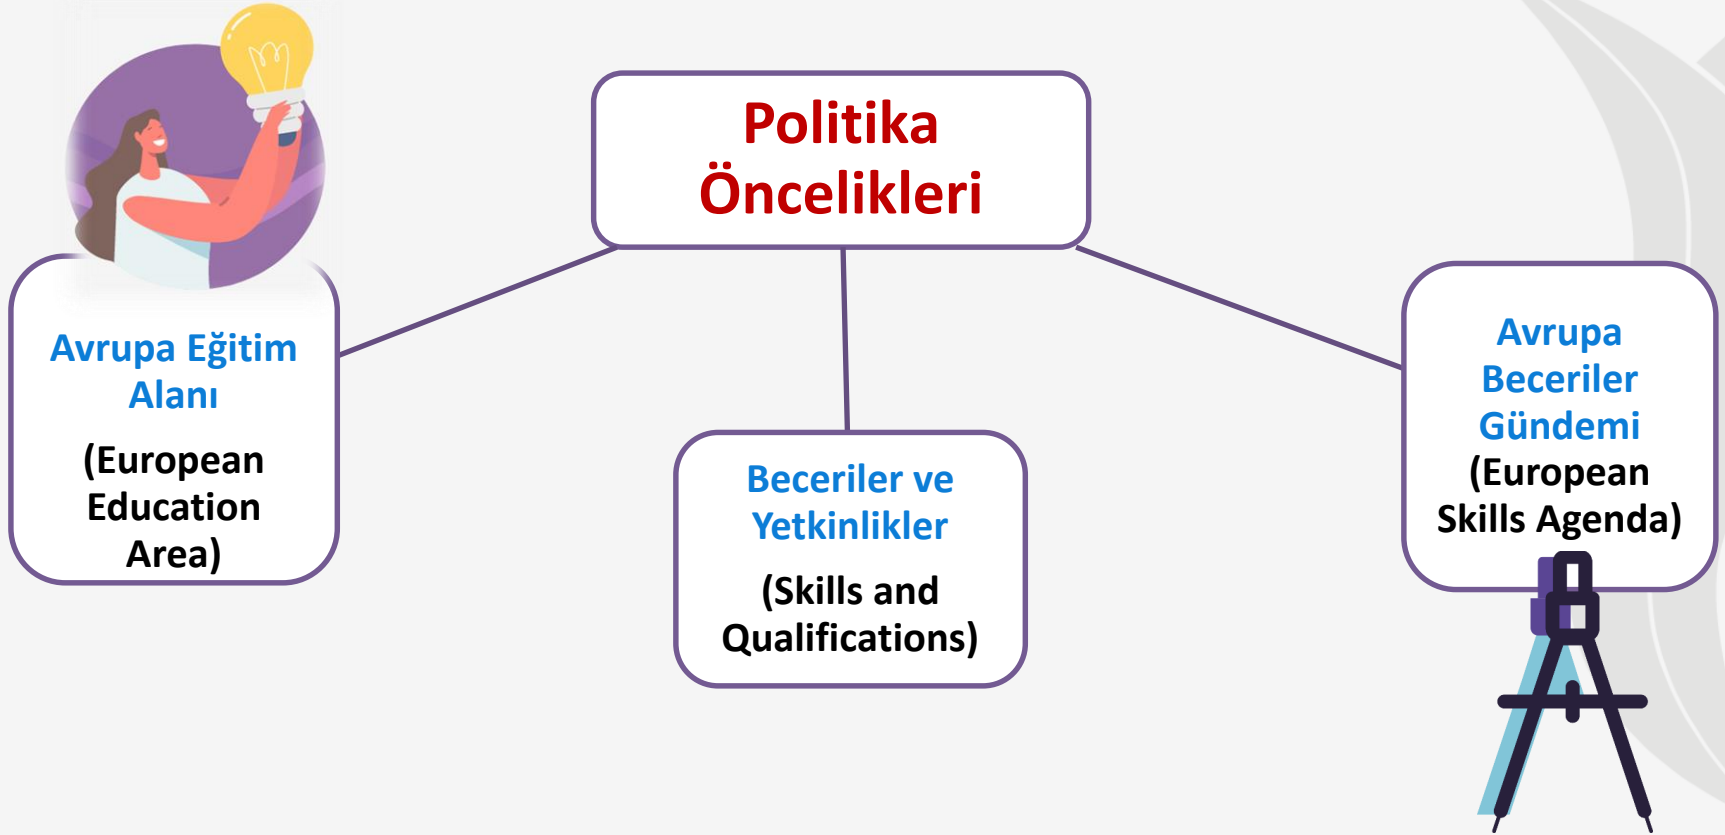 Politika
Öncelikleri
Avrupa Eğitim
Alanı
(European
Education
Area)
Beceriler ve
Yetkinlikler
(Skills and
Qualifications)
Avrupa
Beceriler
Gündemi
(European
Skills Agenda)